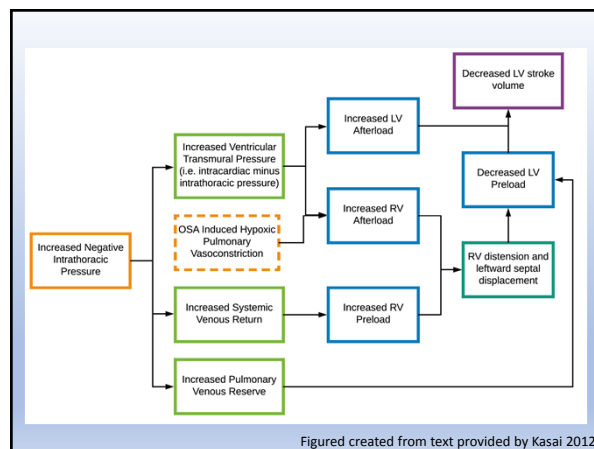 Decreased LV stroke
volume
Increased Ventricular
Transmural Pressure
(i.e. intracardiac minus
intrathoracic pressure)
Increased LV
Afterload
Decreased LV
Preload
OSA Induced Hypoxic
Pulmonary
Vasoconstriction
Increased RV
Afterload
Increased Negative
Intrathoracic
Pressure
RV distension and
leftward septal
displacement
Increased Systemic
Venous Return
Increased RV
Preload
Increased Pulmonary
Venous Reserve
Figured created from text provided by Kasai 2012